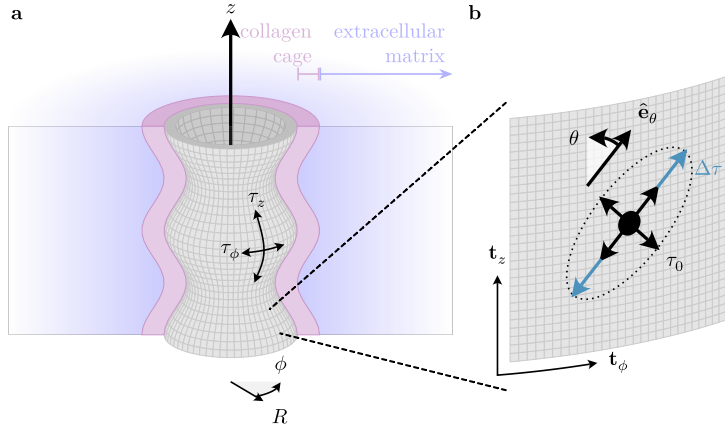 a
z
collagen
cage
extracellular
matrix
τ_z
τ_ϕ
ϕ
R
b
ê_θ
θ
Δτ
τ_0
t_z
t_ϕ